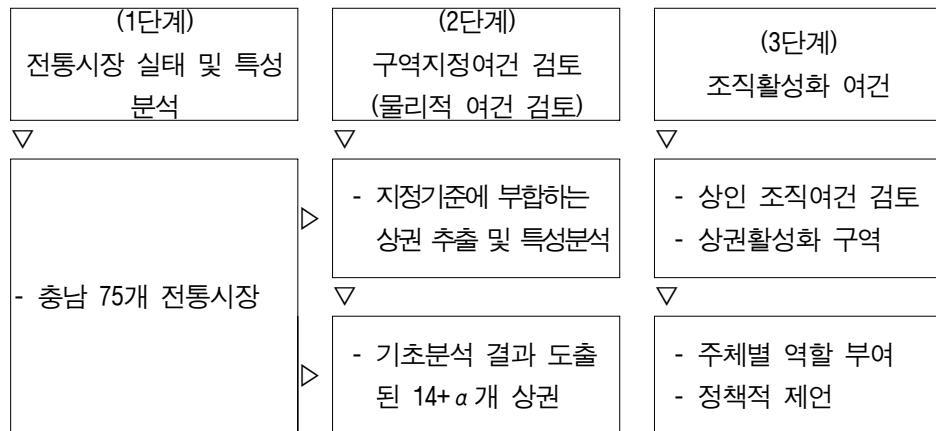 (1단계)
전통시장 실태 및 특성
분석
(2단계)
구역지정여건 검토
(물리적 여건 검토)
(3단계)
조직활성화 여건
▽
▽
▽
- 충남 75개 전통시장
▷
- 지정기준에 부합하는
상권 추출 및 특성분석
- 상인 조직여건 검토
- 상권활성화 구역
▽
▽
▷
- 기초분석 결과 도출
된 14+α개 상권
- 주체별 역할 부여
- 정책적 제언